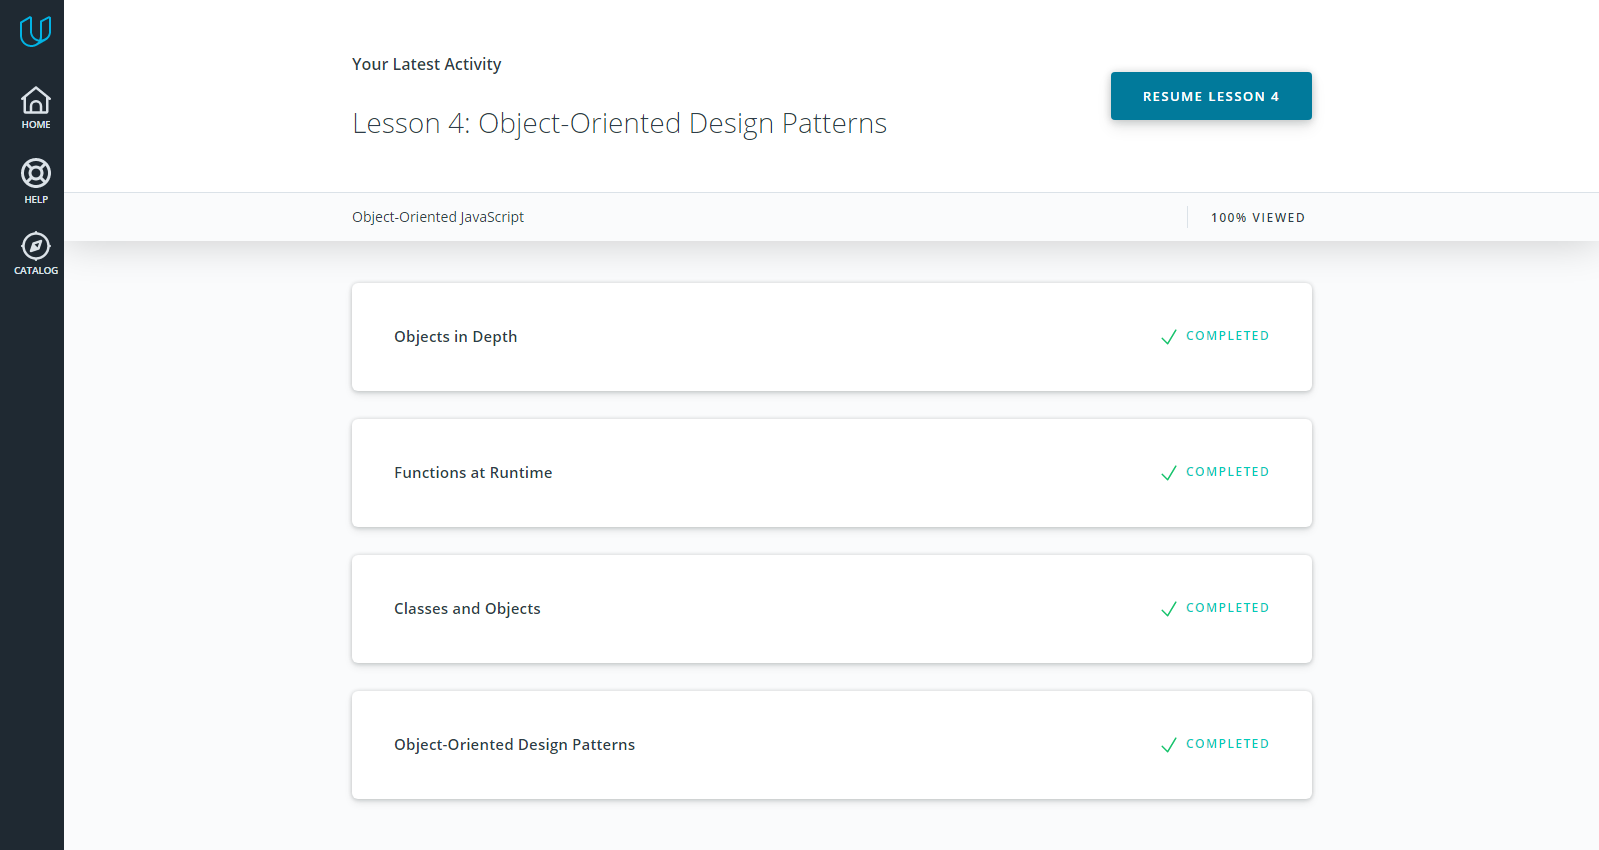 HOME
HELP
CATALOG
Your Latest Activity
Lesson 4: Object-Oriented Design Patterns
RESUME LESSON 4
Object-Oriented JavaScript
100% VIEWED
Objects in Depth
COMPLETED
Functions at Runtime
COMPLETED
Classes and Objects
COMPLETED
Object-Oriented Design Patterns
COMPLETED